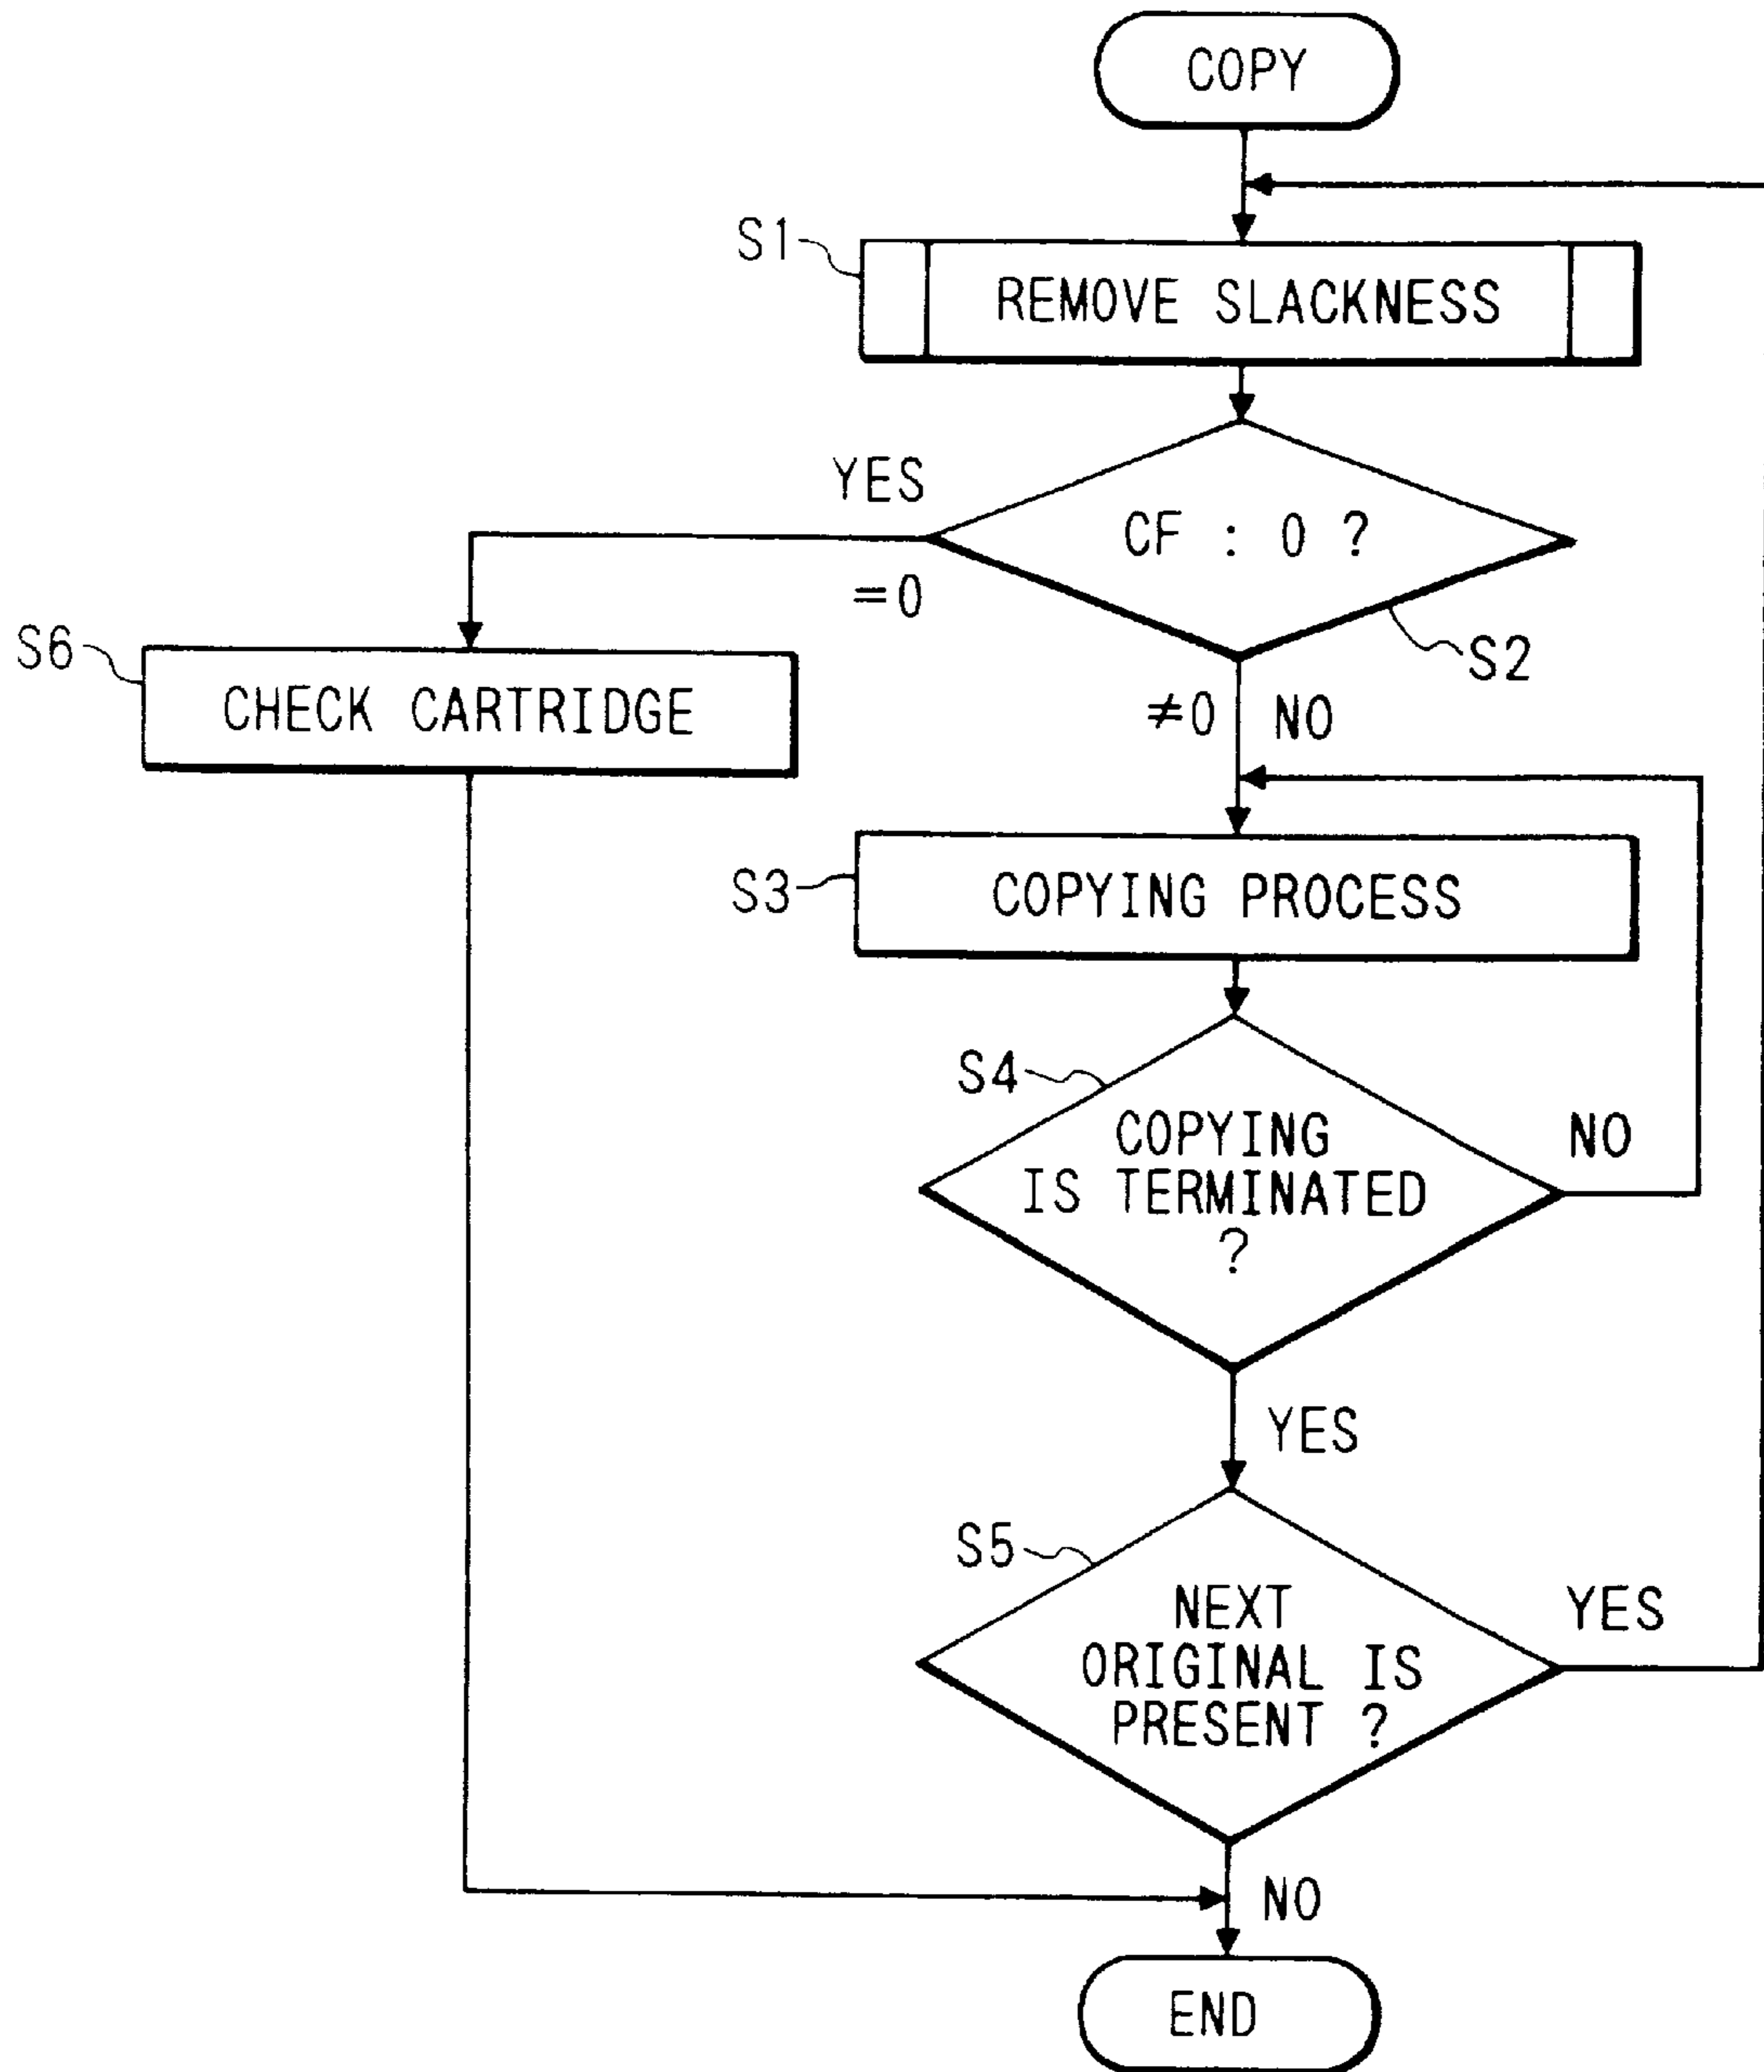 COPY
S1
REMOVE SLACKNESS
YES
CF : 0 ?
=0
S2
S6
CHECK CARTRIDGE
≠0 NO
S3
COPYING PROCESS
S4
COPYING
IS TERMINATED
?
NO
YES
S5
NEXT
ORIGINAL IS
PRESENT ?
YES
NO
END